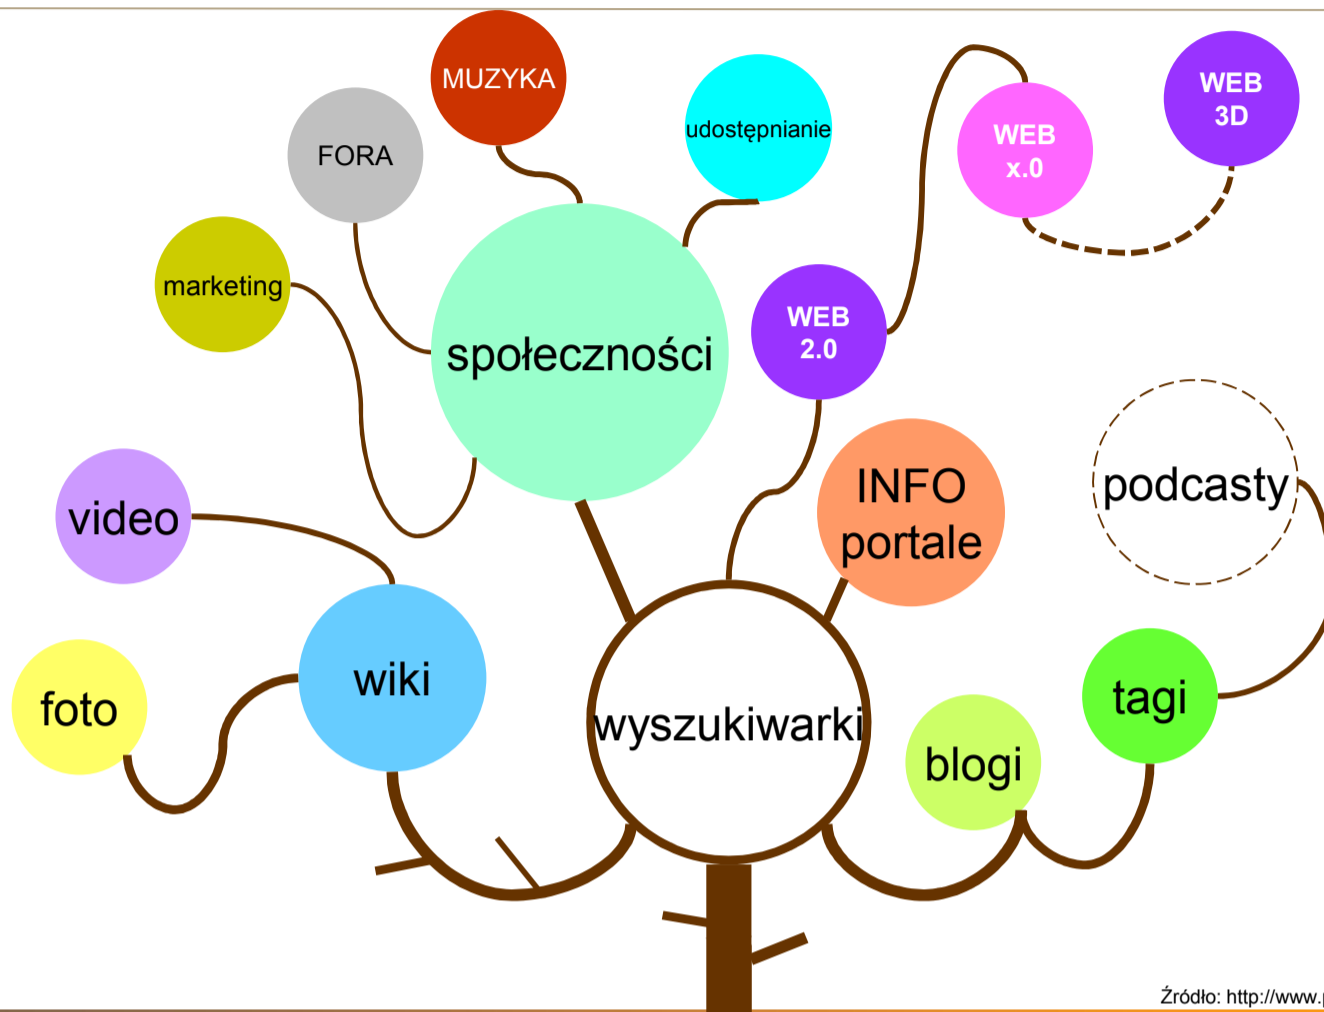 MUZYKA
WEB
3D
udostępnianie
WEB
x.0
FORA
marketing
WEB
2.0
społeczności
INFO
portale
podcasty
video
wiki
tagi
foto
wyszukiwarki
blogi
Źródło: http://www.p